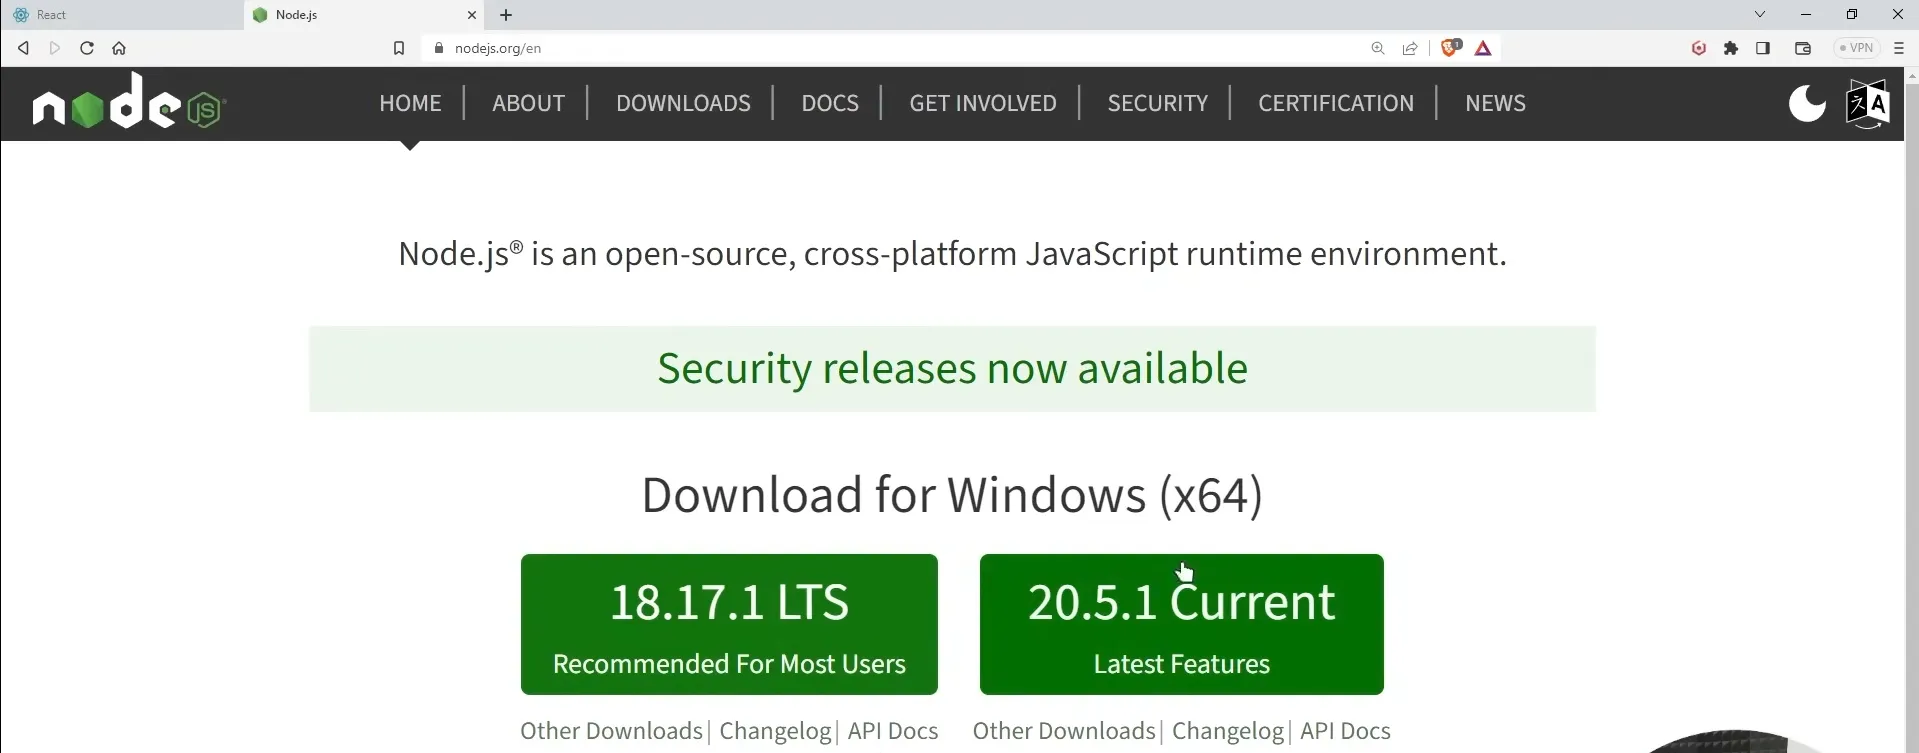 React
Node.js
nodejs.org/en
1
VPN
node JS
HOME | ABOUT | DOWNLOADS | DOCS | GET INVOLVED | SECURITY | CERTIFICATION | NEWS
Node.js® is an open-source, cross-platform JavaScript runtime environment.
Security releases now available
Download for Windows (x64)
18.17.1 LTS
Recommended For Most Users
20.5.1 Current
Latest Features
Other Downloads | Changelog | API Docs
Other Downloads | Changelog | API Docs